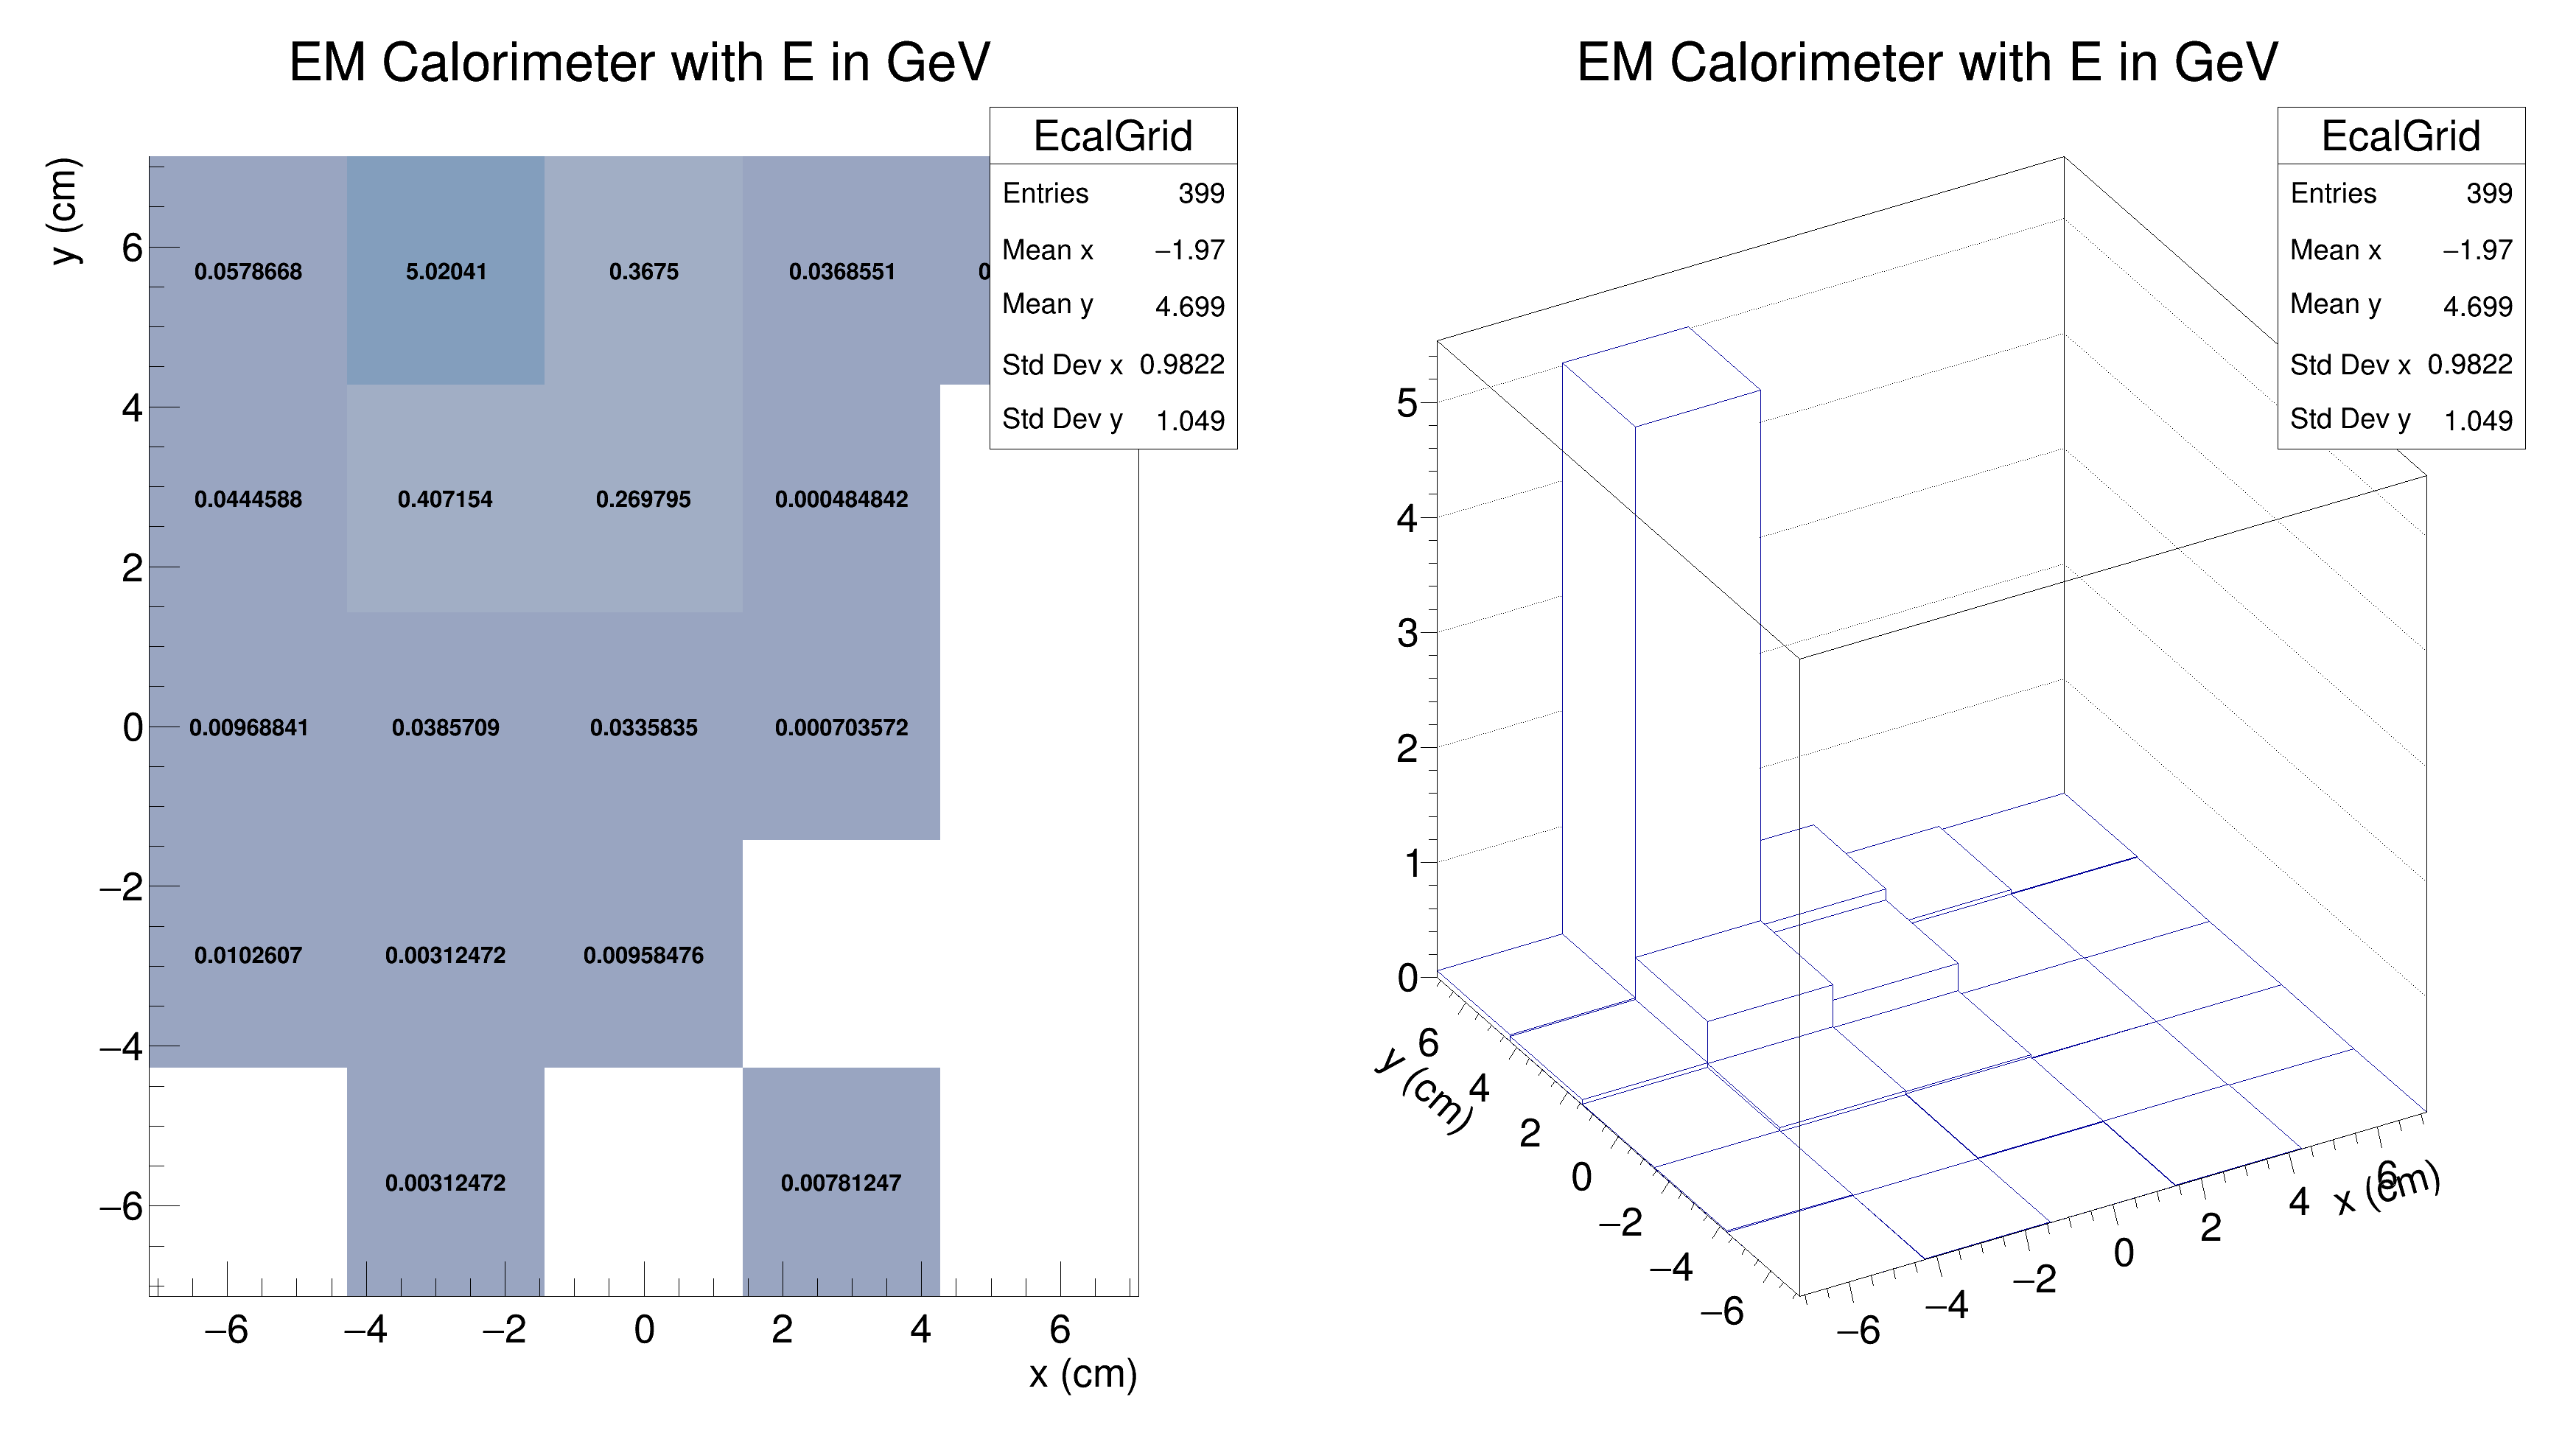 EM Calorimeter with E in GeV
EcalGrid
Entries 399
Mean x −1.97
Mean y 4.699
Std Dev x 0.9822
Std Dev y 1.049
y (cm)
6
4
2
0
−2
−4
−6
0.0578668 5.02041 0.3675 0.0368551 0
0.0444588 0.407154 0.269795 0.000484842
0.00968841 0.0385709 0.0335835 0.000703572
0.0102607 0.00312472 0.00958476
0.00312472 0.00781247
−6 −4 −2 0 2 4 6
x (cm)
EM Calorimeter with E in GeV
EcalGrid
Entries 399
Mean x −1.97
Mean y 4.699
Std Dev x 0.9822
Std Dev y 1.049
5
4
3
2
1
0
6
4
2
0
−2
−4
−6
y (cm)
−6
−4
−2
0
2
4
6
x (cm)